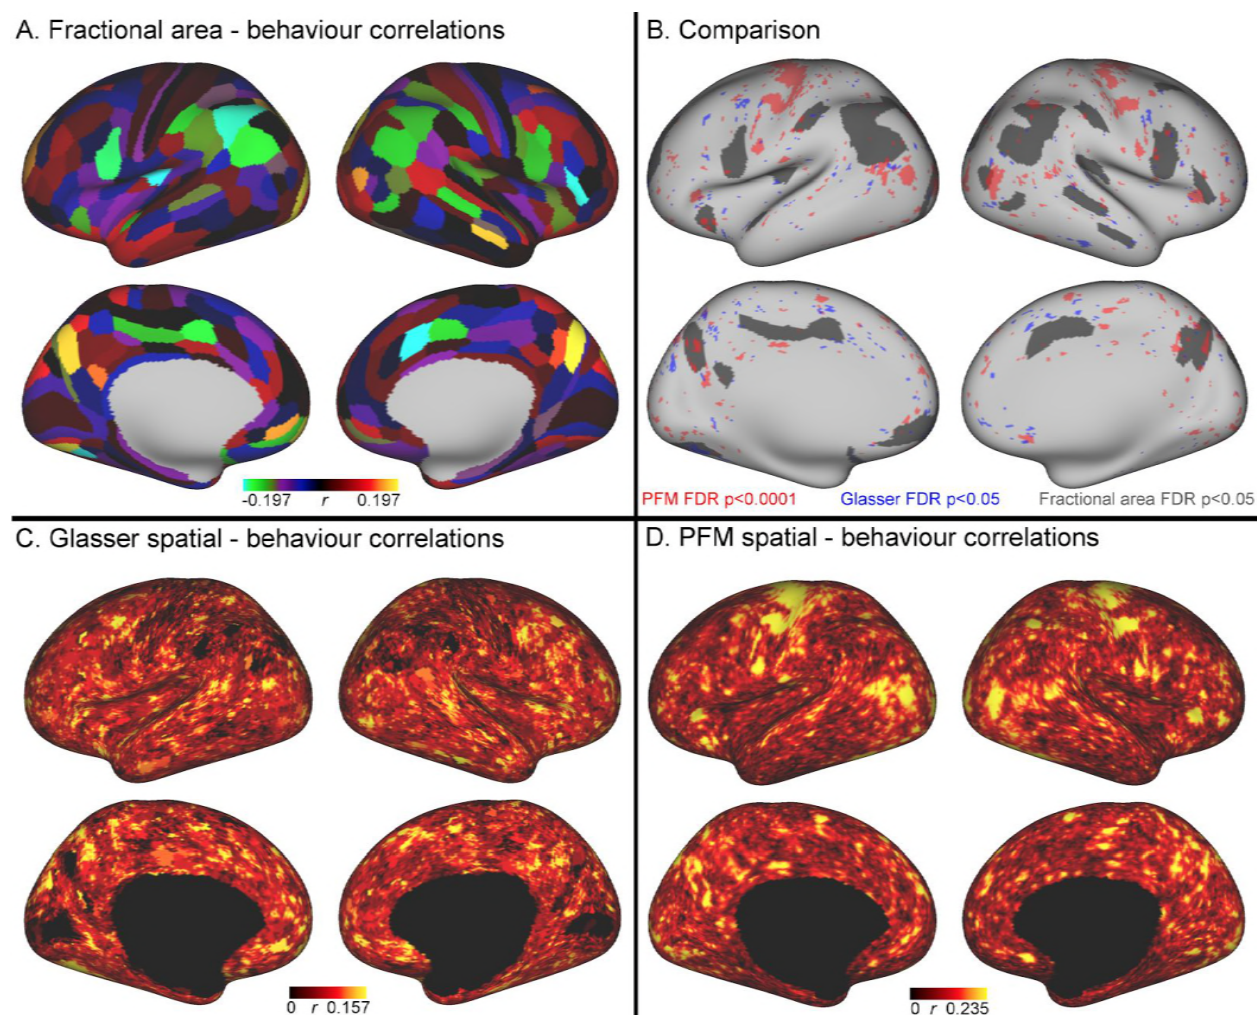 A. Fractional area - behaviour correlations
-0.197 r 0.197
B. Comparison
PFM FDR p<0.0001 Glasser FDR p<0.05 Fractional area FDR p<0.05
C. Glasser spatial - behaviour correlations
0 r 0.157
D. PFM spatial - behaviour correlations
0 r 0.235